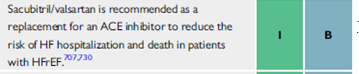 Sacubitril/valsartan is recommended as a
replacement for an ACE inhibitor to reduce the
risk of HF hospitalization and death in patients
with HFrEF.707,730
I
B